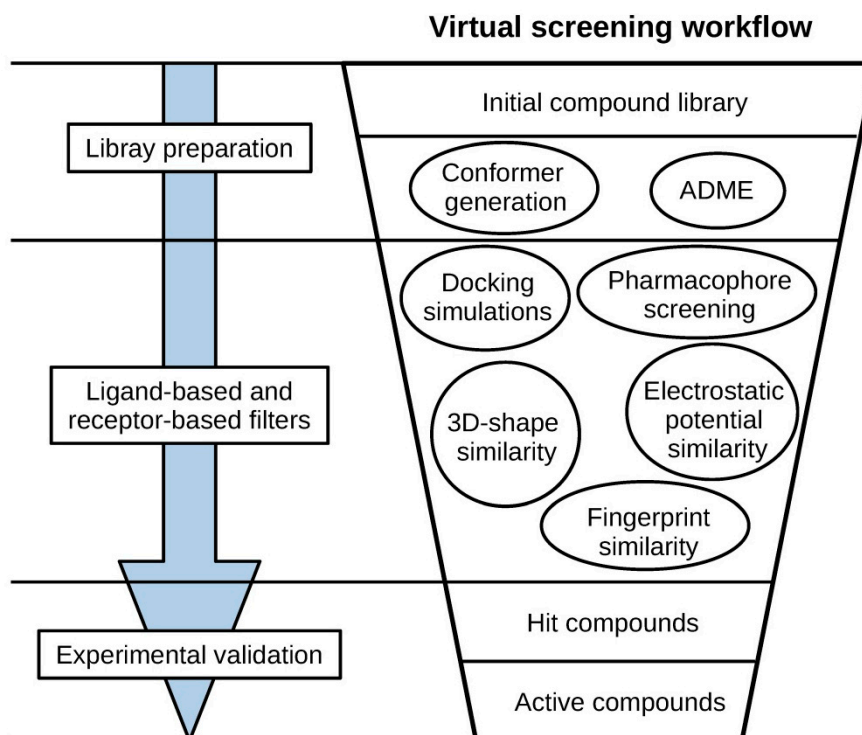 Virtual screening workflow
Initial compound library
Libray preparation
Conformer
generation
ADME
Docking
simulations
Pharmacophore
screening
Ligand-based and
receptor-based filters
3D-shape
similarity
Electrostatic
potential
similarity
Fingerprint
similarity
Hit compounds
Experimental validation
Active compounds